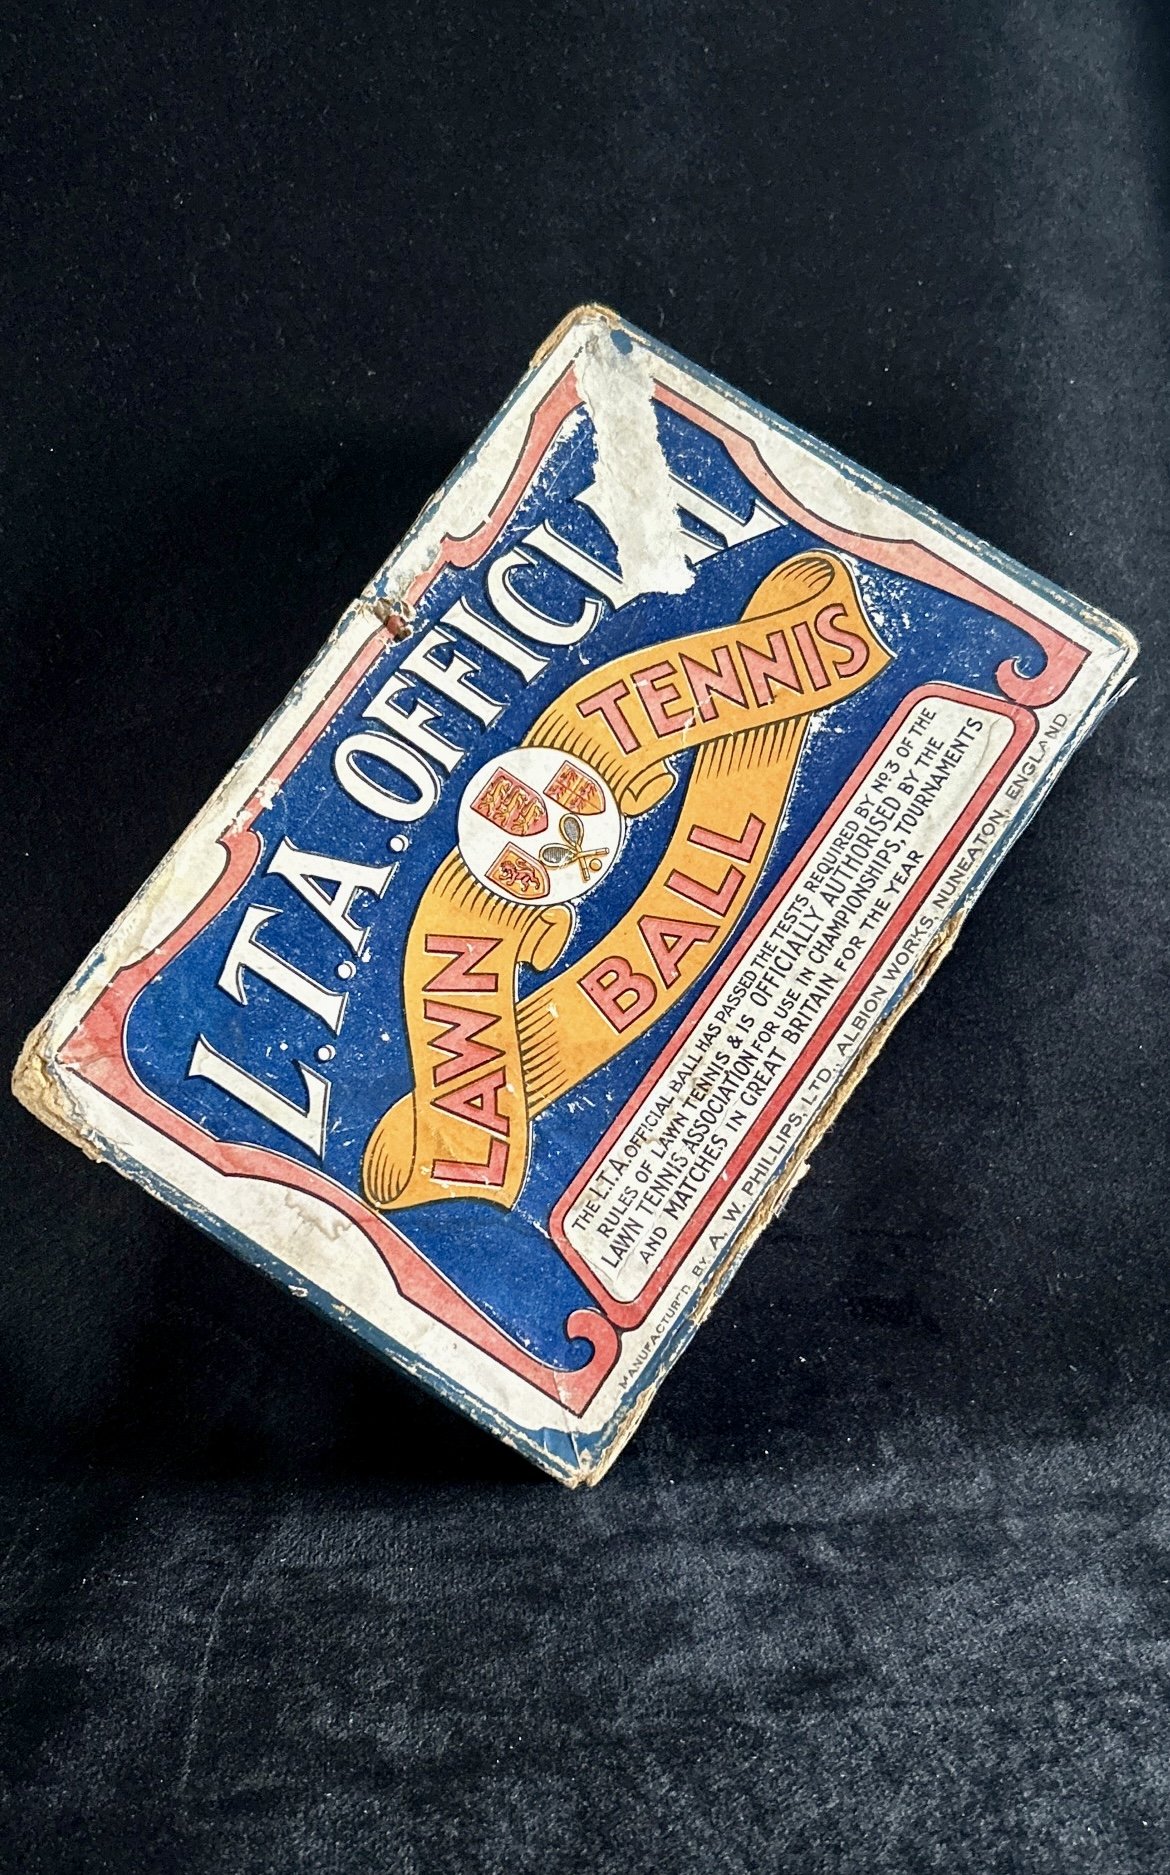 L.T.A. OFFICIAL
LAWN
TENNIS
BALL
THE L.T.A. OFFICIAL BALL HAS PASSED THE TESTS REQUIRED BY Nº 3 OF THE
RULES OF LAWN TENNIS & IS OFFICIALLY AUTHORISED BY THE
LAWN TENNIS ASSOCIATION FOR USE IN CHAMPIONSHIPS, TOURNAMENTS
AND MATCHES IN GREAT BRITAIN FOR THE YEAR
MANUFACTURED BY A. W. PHILLIPS, LTD., ALBION WORKS, NUNEATON, ENGLAND